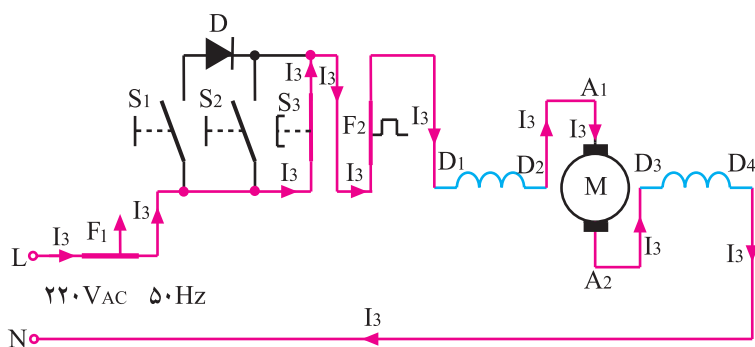 D
I3 I3
S1 S2 S3
F2
I3
A1
I3 I3
D1 D2 D3 D4
M
I3 I3
I3 F1 I3
L
I3 I3
A2
۲۲۰VAC ۵۰Hz
I3
N